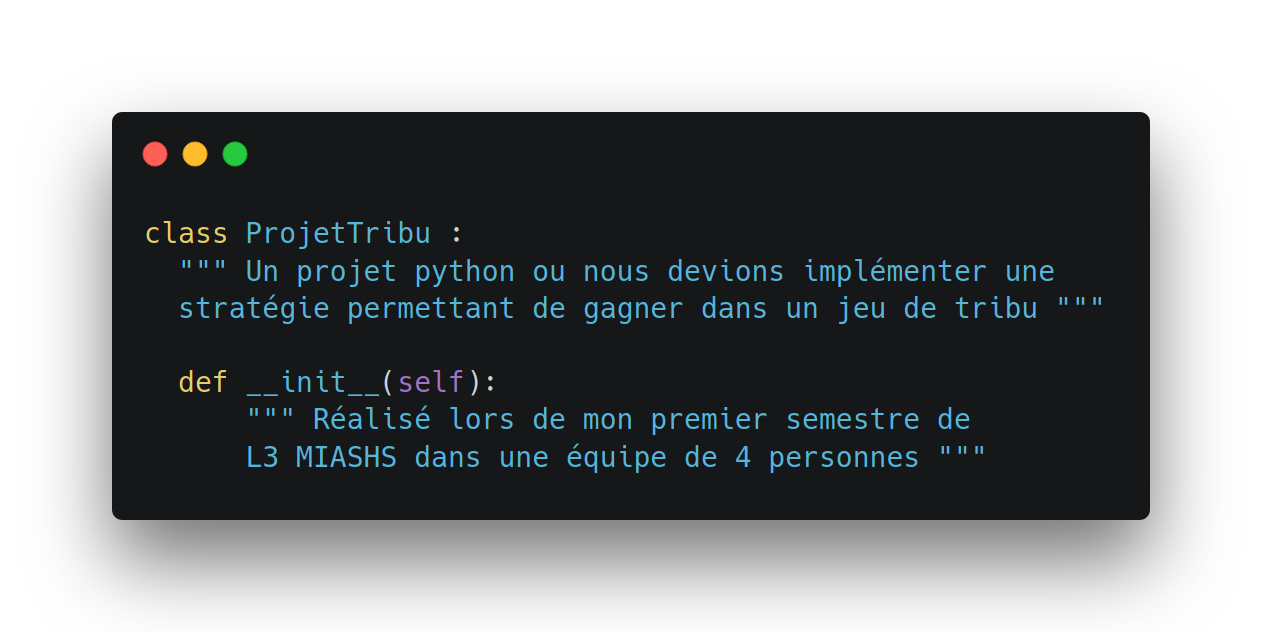 class ProjetTribu :
""" Un projet python ou nous devions implémenter une
stratégie permettant de gagner dans un jeu de tribu """
def __init__(self):
""" Réalisé lors de mon premier semestre de
L3 MIASHS dans une équipe de 4 personnes """